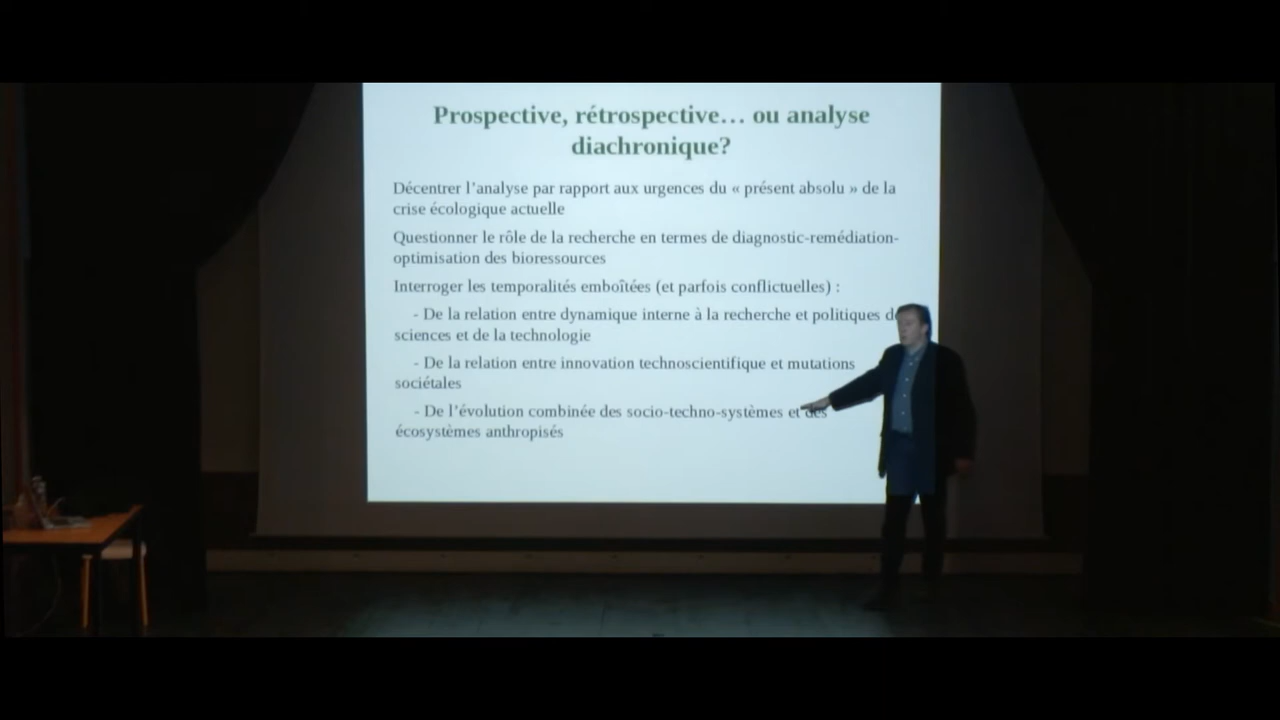 Prospective, rétrospective… ou analyse
diachronique?
Décentrer l'analyse par rapport aux urgences du « présent absolu » de la
crise écologique actuelle
Questionner le rôle de la recherche en termes de diagnostic-remédiation-
optimisation des bioressources
Interroger les temporalités emboîtées (et parfois conflictuelles) :
- De la relation entre dynamique interne à la recherche et politiques
sciences et de la technologie
- De la relation entre innovation technoscientifique et mutations
sociétales
- De l'évolution combinée des socio-techno-systèmes et des
écosystèmes anthropisés